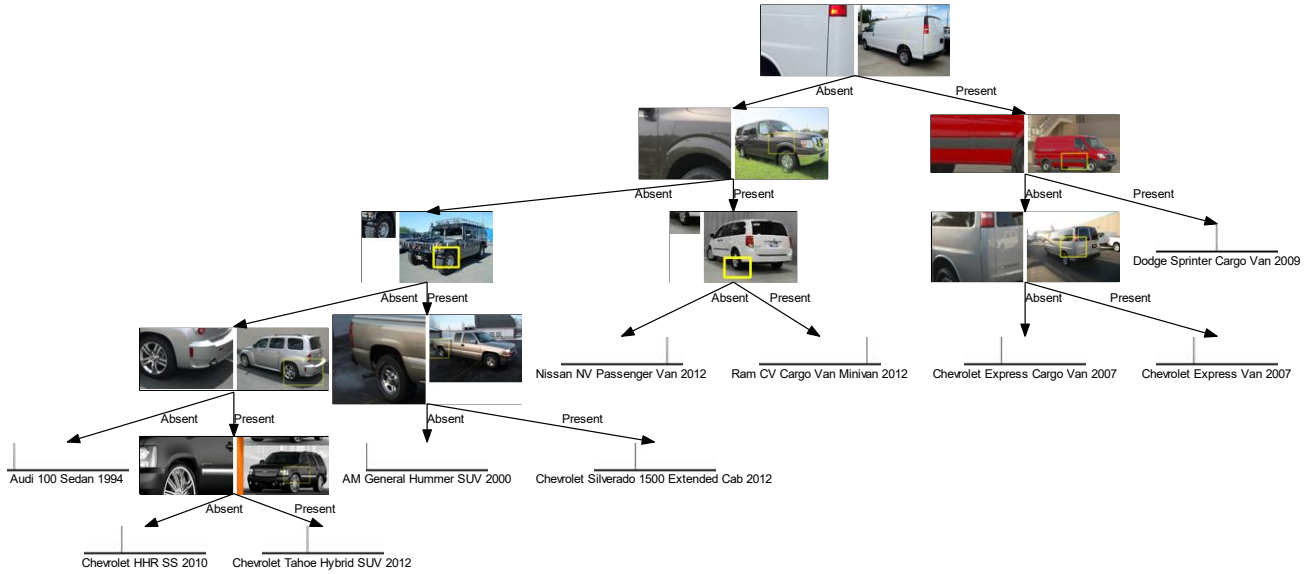 Absent
Present
Absent
Present
Absent
Present
Dodge Sprinter Cargo Van 2009
Absent
Present
Absent
Present
Absent
Present
Nissan NV Passenger Van 2012
Ram CV Cargo Van Minivan 2012
Chevrolet Express Cargo Van 2007
Chevrolet Express Van 2007
Absent
Present
Absent
Present
Audi 100 Sedan 1994
AM General Hummer SUV 2000
Chevrolet Silverado 1500 Extended Cab 2012
Absent
Present
Chevrolet HHR SS 2010
Chevrolet Tahoe Hybrid SUV 2012